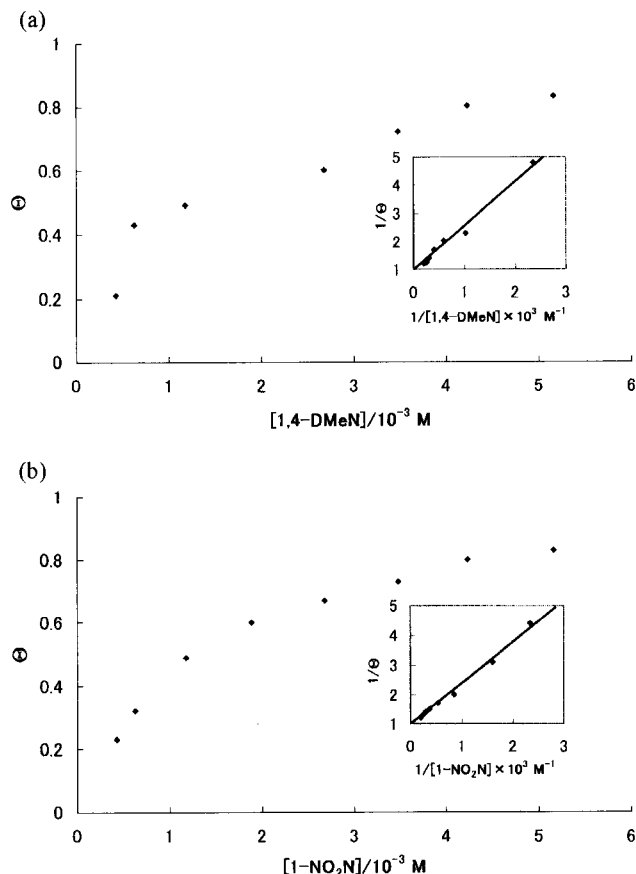 (a)
1
0.8
0.6
0.4
0.2
0
Θ
0 1 2 3 4 5 6
[1,4-DMeN]/10⁻³ M
5
4
3
2
1
1/Θ
0 1 2 3
1/[1,4-DMeN]×10³ M⁻¹
(b)
1
0.8
0.6
0.4
0.2
0
Θ
0 1 2 3 4 5 6
[1-NO₂N]/10⁻³ M
5
4
3
2
1
1/Θ
0 1 2 3
1/[1-NO₂N]×10³ M⁻¹